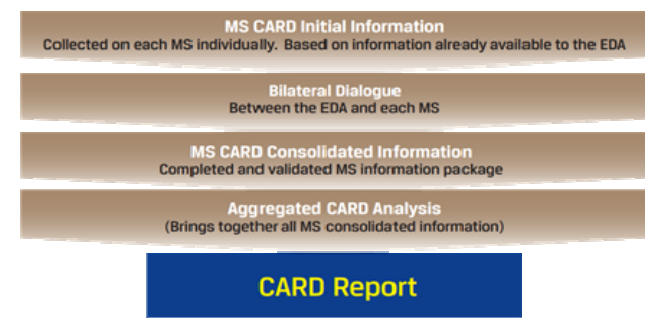 MS CARD Initial Information
Collected on each MS individually. Based on information already available to the EDA
Bilateral Dialogue
Between the EDA and each MS
MS CARD Consolidated Information
Completed and validated MS information package
Aggregated CARD Analysis
(Brings together all MS consolidated information)
CARD Report